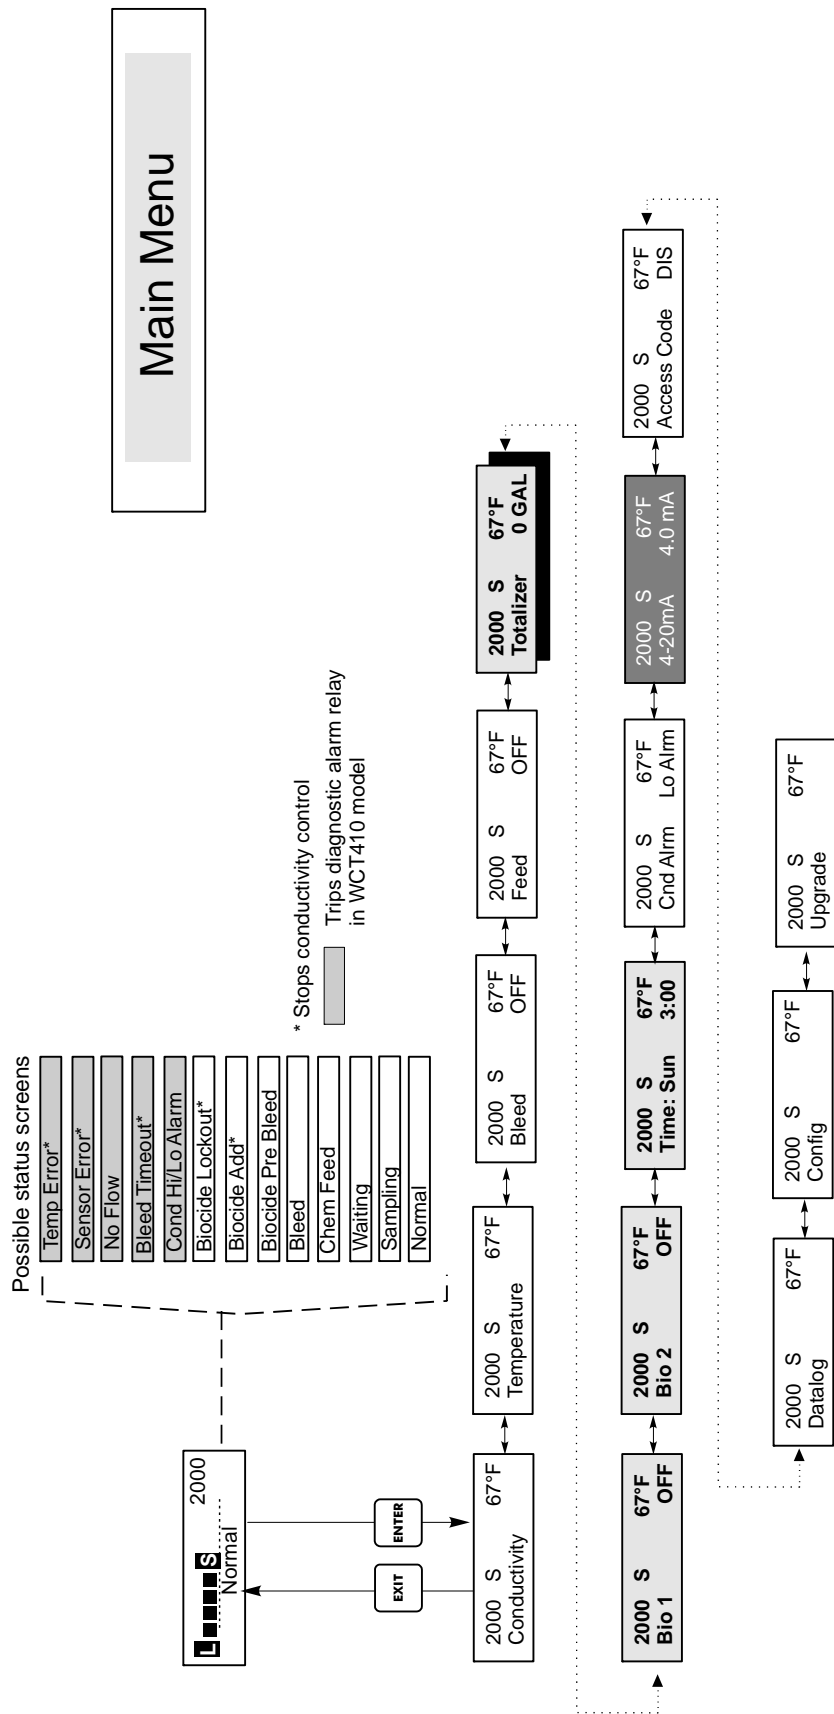 Main Menu
Possible status screens
Temp Error*
Sensor Error*
No Flow
Bleed Timeout*
Cond Hi/Lo Alarm
Biocide Lockout*
Biocide Add*
Biocide Pre Bleed
Bleed
Chem Feed
Waiting
Sampling
Normal
* Stops conductivity control
Trips diagnostic alarm relay
in WCT410 model
L S 2000
Normal
EXIT
ENTER
2000 S 67°F
Conductivity
2000 S 67°F
Temperature
2000 S 67°F
Bleed OFF
2000 S 67°F
Feed OFF
2000 S 67°F
Totalizer 0 GAL
2000 S 67°F
Bio 1 OFF
2000 S 67°F
Bio 2 OFF
2000 S 67°F
Time: Sun 3:00
2000 S 67°F
Cnd Alrm Lo Alrm
2000 S 67°F
4-20mA 4.0 mA
2000 S 67°F
Access Code DIS
2000 S 67°F
Datalog
2000 S 67°F
Config
2000 S 67°F
Upgrade